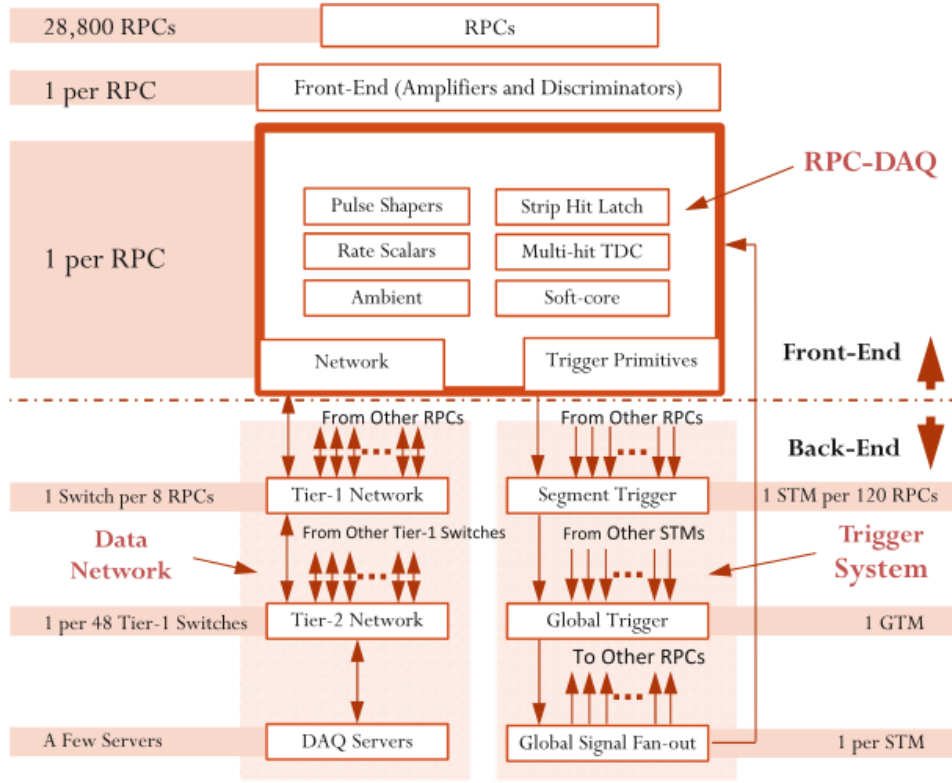 28,800 RPCs
RPCs
1 per RPC
Front-End (Amplifiers and Discriminators)
1 per RPC
RPC-DAQ
Pulse Shapers
Strip Hit Latch
Rate Scalars
Multi-hit TDC
Ambient
Soft-core
Network
Trigger Primitives
Front-End
Back-End
From Other RPCs
From Other RPCs
1 Switch per 8 RPCs
Tier-1 Network
Segment Trigger
1 STM per 120 RPCs
From Other Tier-1 Switches
From Other STMs
Data
Network
Trigger
System
1 per 48 Tier-1 Switches
Tier-2 Network
Global Trigger
1 GTM
To Other RPCs
A Few Servers
DAQ Servers
Global Signal Fan-out
1 per STM